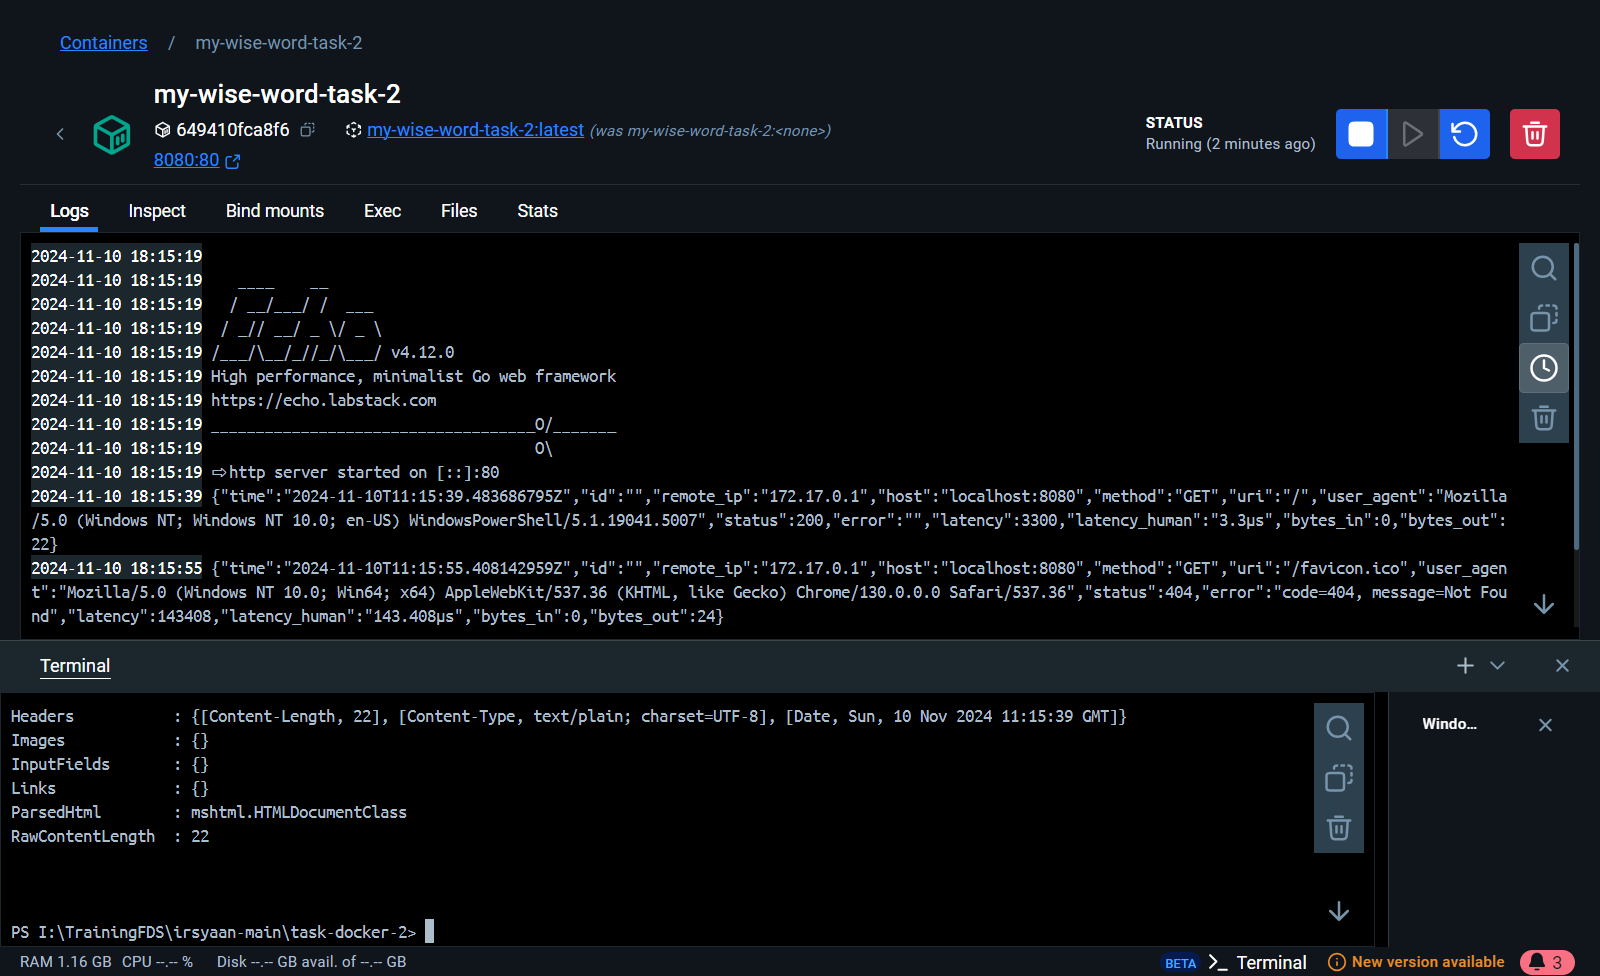 Containers / my-wise-word-task-2
my-wise-word-task-2
649410fca8f6 my-wise-word-task-2:latest (was my-wise-word-task-2:<none>)
8080:80
STATUS
Running (2 minutes ago)
Logs Inspect Bind mounts Exec Files Stats
2024-11-10 18:15:19
2024-11-10 18:15:19    ____    __
2024-11-10 18:15:19   / __/___/ /  ___
2024-11-10 18:15:19  / _// __/ _ \/ _ \
2024-11-10 18:15:19 /___/\__/_//_/\___/ v4.12.0
2024-11-10 18:15:19 High performance, minimalist Go web framework
2024-11-10 18:15:19 https://echo.labstack.com
2024-11-10 18:15:19 ____________________________________O/_______
2024-11-10 18:15:19                                     O\
2024-11-10 18:15:19 ⇨ http server started on [::]:80
2024-11-10 18:15:39 {"time":"2024-11-10T11:15:39.483686795Z","id":"","remote_ip":"172.17.0.1","host":"localhost:8080","method":"GET","uri":"/","user_agent":"Mozilla
/5.0 (Windows NT; Windows NT 10.0; en-US) WindowsPowerShell/5.1.19041.5007","status":200,"error":"","latency":3300,"latency_human":"3.3µs","bytes_in":0,"bytes_out":
22}
2024-11-10 18:15:55 {"time":"2024-11-10T11:15:55.408142959Z","id":"","remote_ip":"172.17.0.1","host":"localhost:8080","method":"GET","uri":"/favicon.ico","user_agen
t":"Mozilla/5.0 (Windows NT 10.0; Win64; x64) AppleWebKit/537.36 (KHTML, like Gecko) Chrome/130.0.0.0 Safari/537.36","status":404,"error":"code=404, message=Not Fou
nd","latency":143408,"latency_human":"143.408µs","bytes_in":0,"bytes_out":24}
Terminal
Headers : {[Content-Length, 22], [Content-Type, text/plain; charset=UTF-8], [Date, Sun, 10 Nov 2024 11:15:39 GMT]}
Images : {}
InputFields : {}
Links : {}
ParsedHtml : mshtml.HTMLDocumentClass
RawContentLength : 22
Windo...
PS I:\TrainingFDS\irsyaan-main\task-docker-2>
RAM 1.16 GB CPU --.-- % Disk --.-- GB avail. of --.-- GB BETA Terminal New version available 3